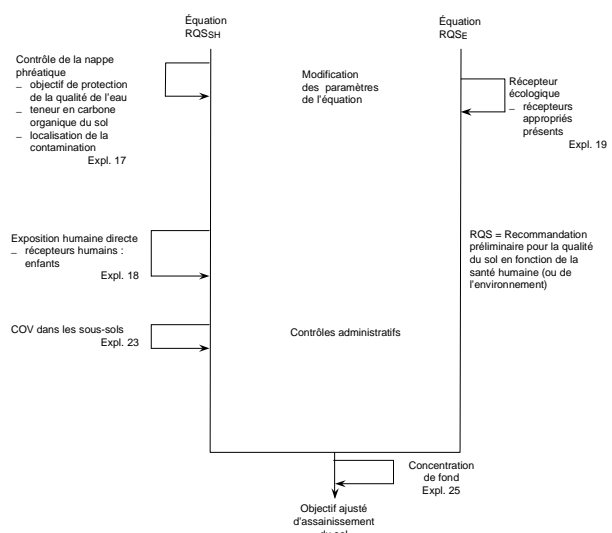 Équation
RQSSH
Équation
RQSE
Contrôle de la nappe
phréatique
– objectif de protection
de la qualité de l'eau
– teneur en carbone
organique du sol
– localisation de la
contamination
Expl. 17
Modification
des paramètres
de l'équation
Récepteur
écologique
– récepteurs
appropriés
présents
Expl. 19
Exposition humaine directe
– récepteurs humains :
enfants
Expl. 18
RQS = Recommandation
préliminaire pour la qualité
du sol en fonction de la
santé humaine (ou de
l'environnement)
COV dans les sous-sols
Expl. 23
Contrôles administratifs
Concentration
de fond
Expl. 25
Objectif ajusté
d'assainissement
du sol